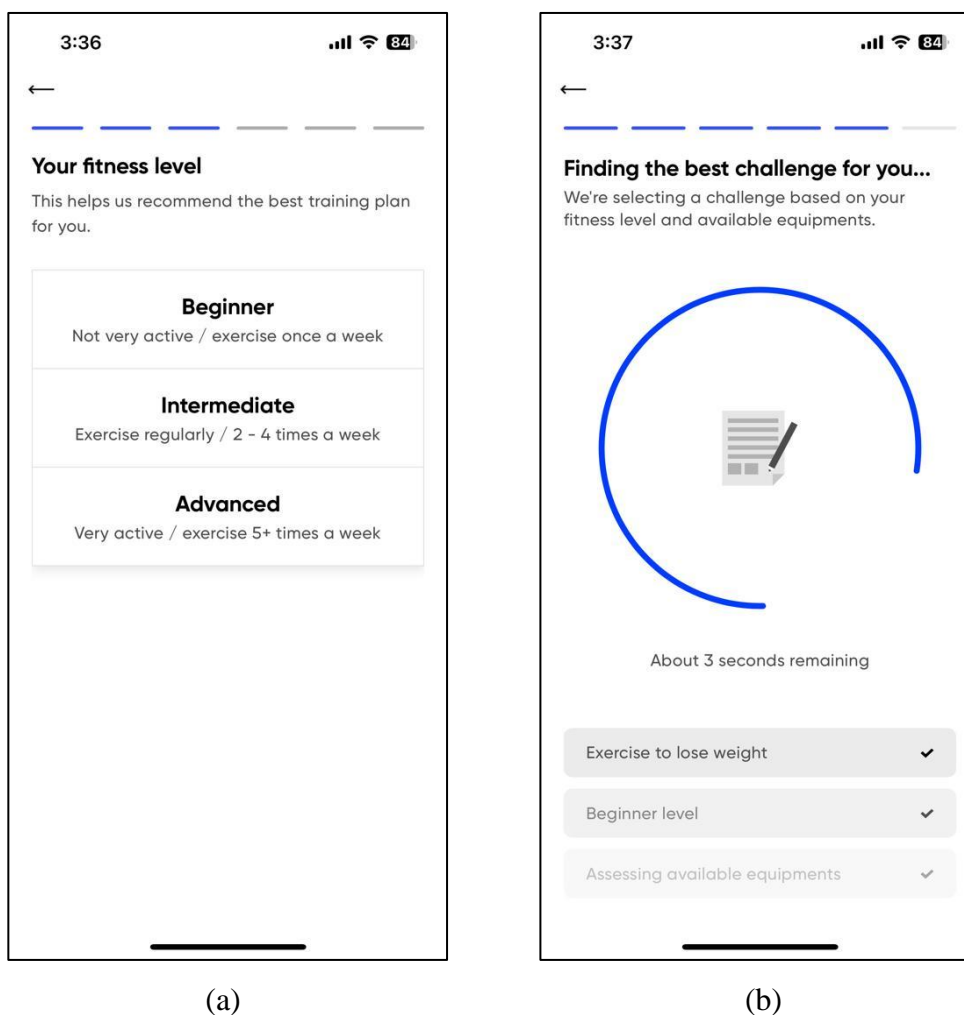 3:36
84
Your fitness level
This helps us recommend the best training plan
for you.
Beginner
Not very active / exercise once a week
Intermediate
Exercise regularly / 2 - 4 times a week
Advanced
Very active / exercise 5+ times a week
(a)
3:37
84
Finding the best challenge for you...
We're selecting a challenge based on your
fitness level and available equipments.
About 3 seconds remaining
Exercise to lose weight
Beginner level
Assessing available equipments
(b)